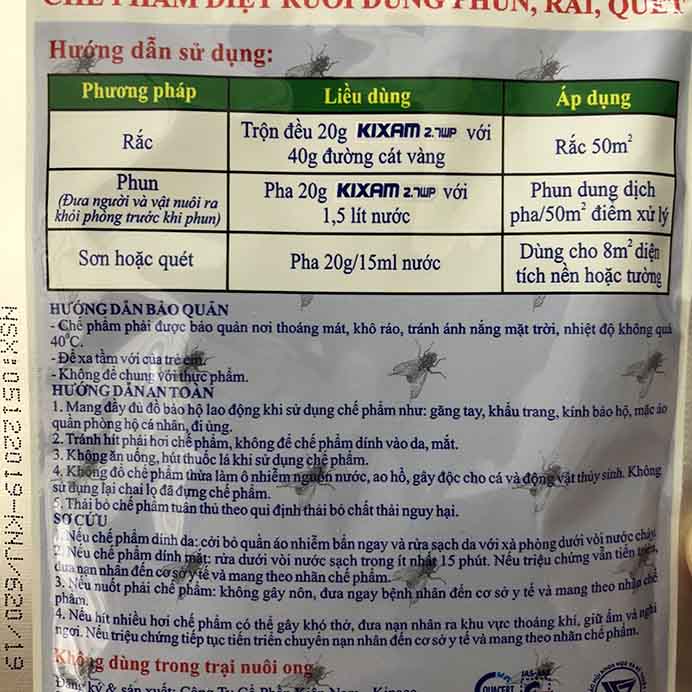 CHẾ PHẨM DIỆT RUỒI DÙNG PHUN, RẢI, QUÉT
Hướng dẫn sử dụng:
Phương pháp Liều dùng Áp dụng
Rắc Trộn đều 20g KIXAM 2.7WP với 40g đường cát vàng Rắc 50m²
Phun
(Đưa người và vật nuôi ra khỏi phòng trước khi phun) Pha 20g KIXAM 2.7WP với 1,5 lít nước Phun dung dịch pha/50m² điểm xử lý
Sơn hoặc quét Pha 20g/15ml nước Dùng cho 8m² diện tích nền hoặc tường
HƯỚNG DẪN BẢO QUẢN
- Chế phẩm phải được bảo quản nơi thoáng mát, khô ráo, tránh ánh nắng mặt trời, nhiệt độ không quá
40°C.
- Để xa tầm với của trẻ em.
- Không để chung với thực phẩm.
HƯỚNG DẪN AN TOÀN
1. Mang đầy đủ đồ bảo hộ lao động khi sử dụng chế phẩm như: găng tay, khẩu trang, kính bảo hộ, mặc áo
quần phòng hộ cá nhân, đi ủng.
2. Tránh hít phải hơi chế phẩm, không để chế phẩm dính vào da, mắt.
3. Không ăn uống, hút thuốc lá khi sử dụng chế phẩm.
4. Không đổ chế phẩm thừa làm ô nhiễm nguồn nước, ao hồ, gây độc cho cá và động vật thủy sinh. Không
sử dụng lại chai lọ đã đựng chế phẩm.
5. Thải bỏ chế phẩm tuân thủ theo qui định thải bỏ chất thải nguy hại.
SƠ CỨU
1. Nếu chế phẩm dính da: cởi bỏ quần áo nhiễm bẩn ngay và rửa sạch da với xà phòng dưới vòi nước chảy.
2. Nếu chế phẩm dính mắt: rửa dưới vòi nước sạch trong ít nhất 15 phút. Nếu triệu chứng vẫn tiến triển,
đưa nạn nhân đến cơ sở y tế và mang theo nhãn chế phẩm.
3. Nếu nuốt phải chế phẩm: không gây nôn, đưa ngay bệnh nhân đến cơ sở y tế và mang theo nhãn chế
phẩm.
4. Nếu hít nhiều hơi chế phẩm có thể gây khó thở, đưa nạn nhân ra khu vực thoáng khí, giữ ấm và nghỉ
ngơi. Nếu triệu chứng tiếp tục tiến triển chuyển nạn nhân đến cơ sở y tế và mang theo nhãn chế phẩm.
Không dùng trong trại nuôi ong
Đăng ký & sản xuất: Công Ty Cổ Phần
NSX:05122019-KNJ/620/19